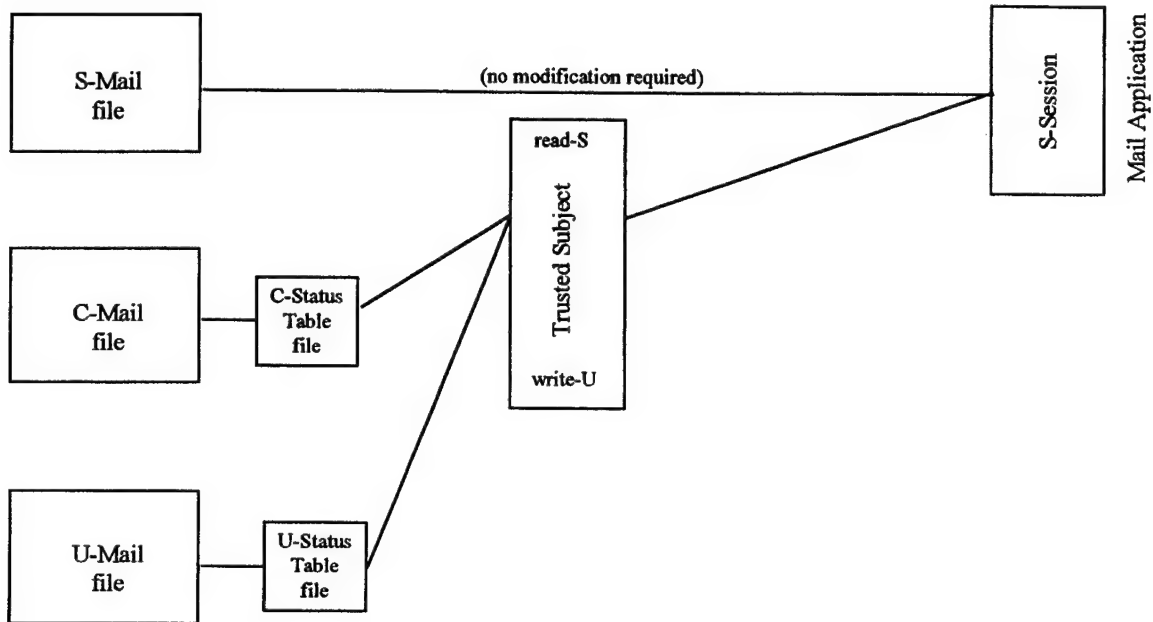 S-Mail
file
(no modification required)
S-Session
Mail Application
read-S
Trusted Subject
write-U
C-Mail
file
C-Status
Table
file
U-Mail
file
U-Status
Table
file